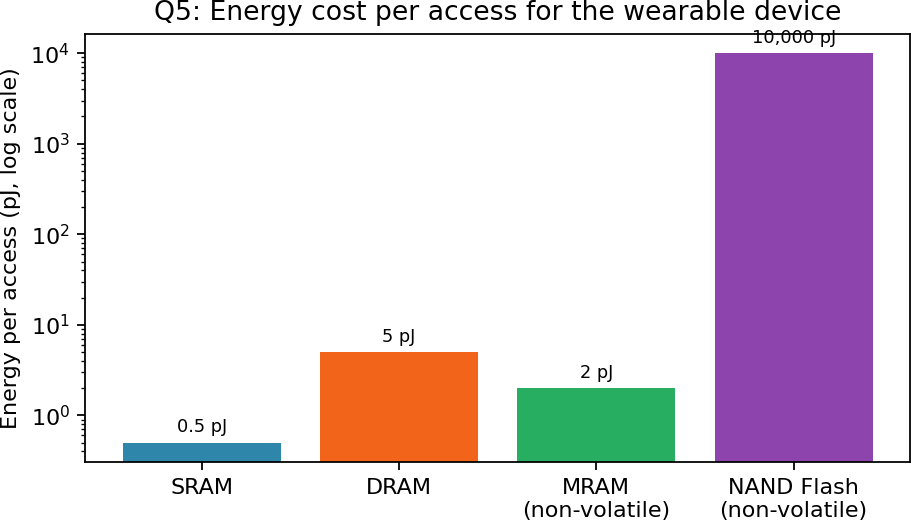 Q5: Energy cost per access for the wearable device
Energy per access (pJ, log scale)
10⁴
10³
10²
10¹
10⁰
0.5 pJ
5 pJ
2 pJ
10,000 pJ
SRAM
DRAM
MRAM
(non-volatile)
NAND Flash
(non-volatile)